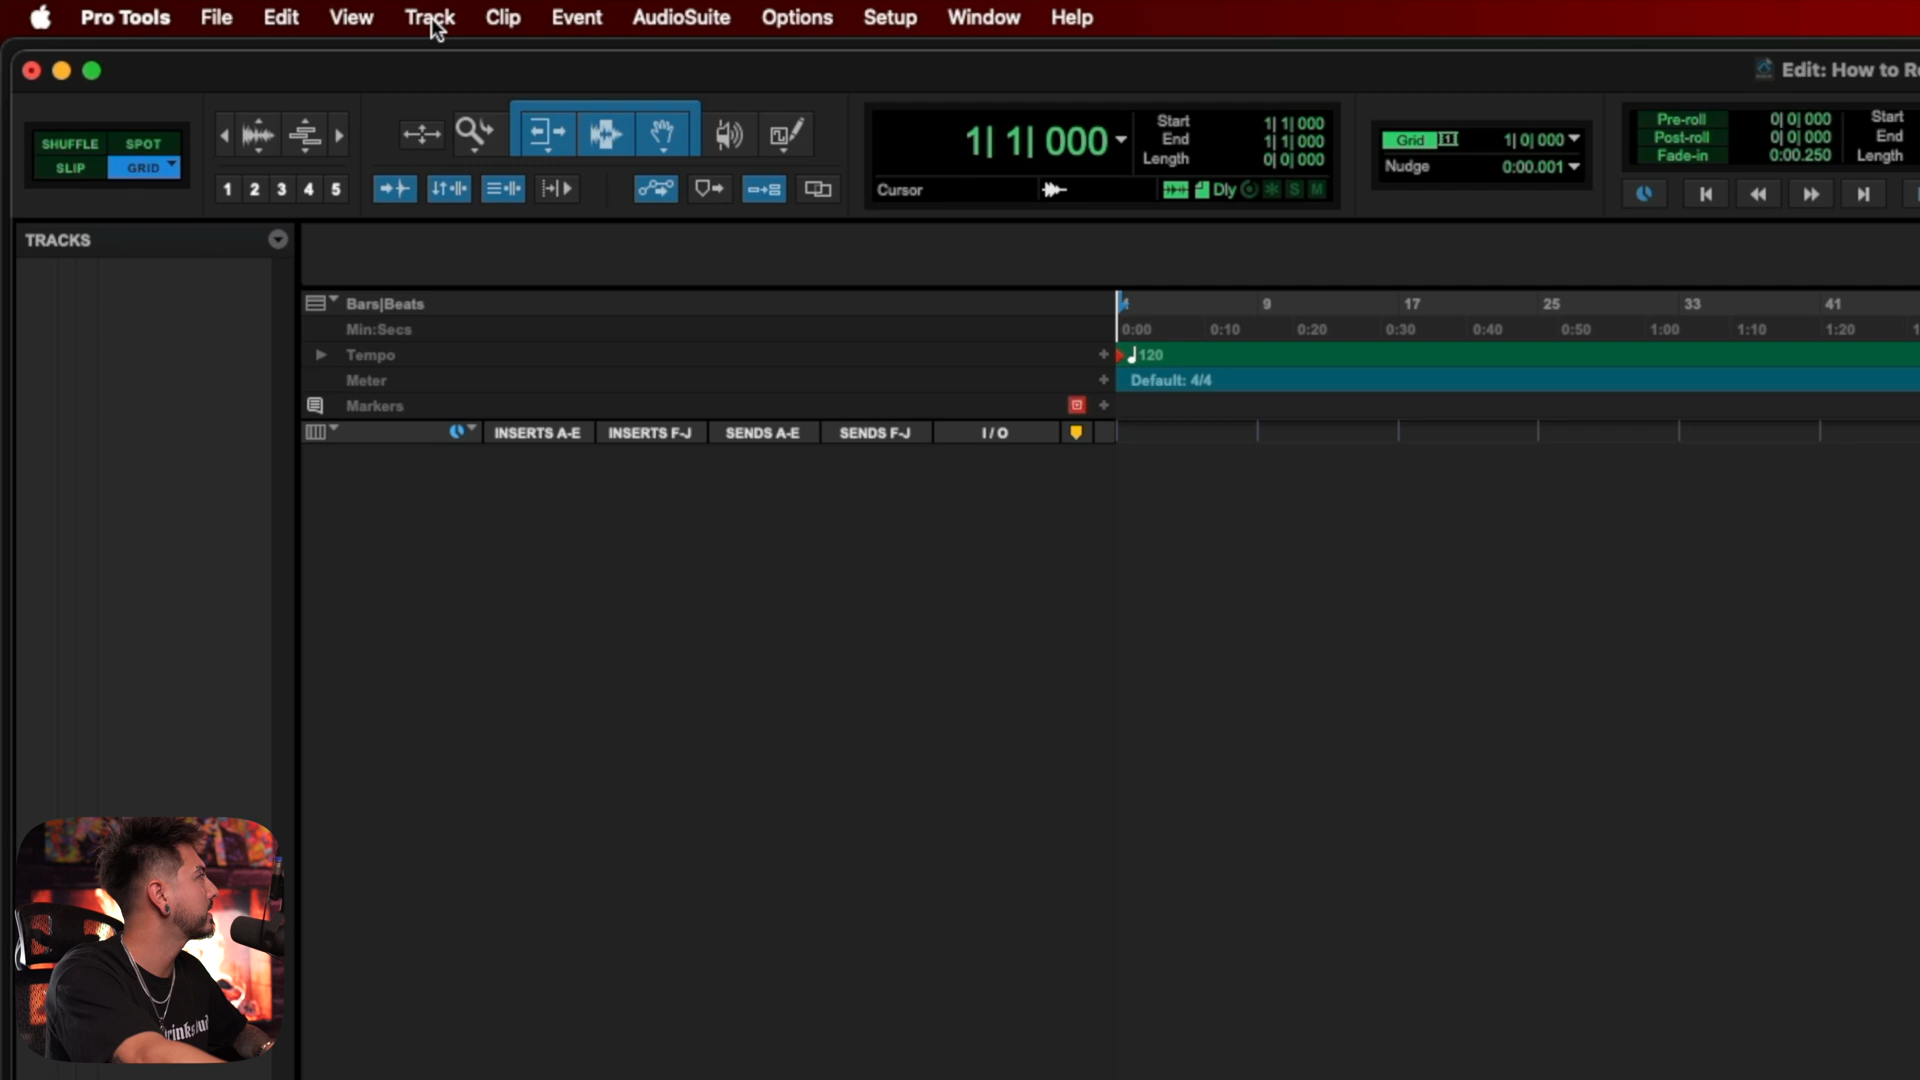 Pro Tools File Edit View Track Clip Event AudioSuite Options Setup Window Help
Edit: How to R
SHUFFLE SPOT
SLIP GRID
1 2 3 4 5
1| 1| 000
Start 1| 1| 000
End 1| 1| 000
Length 0| 0| 000
Cursor
Dly S M
Grid 1| 0| 000
Nudge 0:00.001
Pre-roll 0| 0| 000 Start
Post-roll 0| 0| 000 End
Fade-in 0:00.250 Length
TRACKS
Bars|Beats 9 17 25 33 41
Min:Secs 0:00 0:10 0:20 0:30 0:40 0:50 1:00 1:10 1:20
Tempo + 120
Meter + Default: 4/4
Markers +
INSERTS A-E INSERTS F-J SENDS A-E SENDS F-J I / O